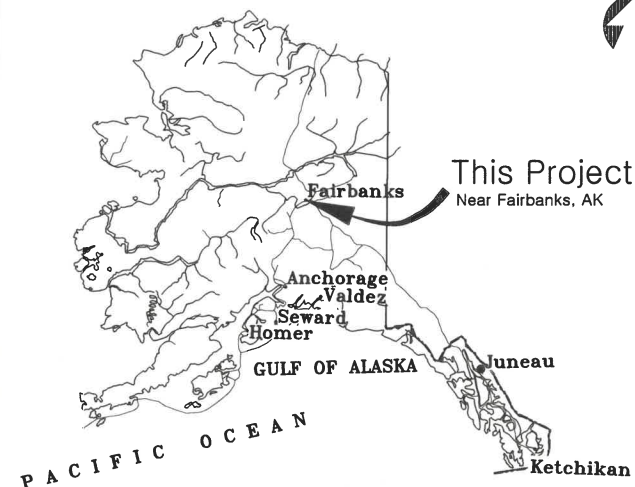 This Project
Near Fairbanks, AK
Fairbanks
Anchorage
Valdez
Seward
Homer
GULF OF ALASKA
Juneau
PACIFIC OCEAN
Ketchikan